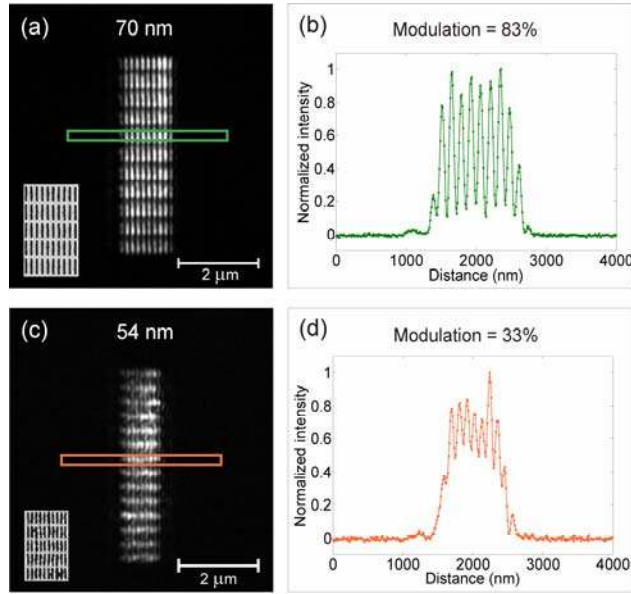 (a)
70 nm
2 μm
(b)
Modulation = 83%
Normalized intensity
1
0.8
0.6
0.4
0.2
0
0
1000
2000
3000
4000
Distance (nm)
(c)
54 nm
2 μm
(d)
Modulation = 33%
Normalized intensity
1
0.8
0.6
0.4
0.2
0
0
1000
2000
3000
4000
Distance (nm)